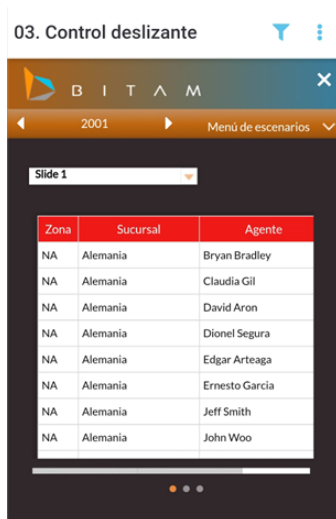 03. Control deslizante
BITAM
2001 Menú de escenarios
Slide 1
Zona Sucursal Agente
NA Alemania Bryan Bradley
NA Alemania Claudia Gil
NA Alemania David Aron
NA Alemania Dionel Segura
NA Alemania Edgar Arteaga
NA Alemania Ernesto Garcia
NA Alemania Jeff Smith
NA Alemania John Woo